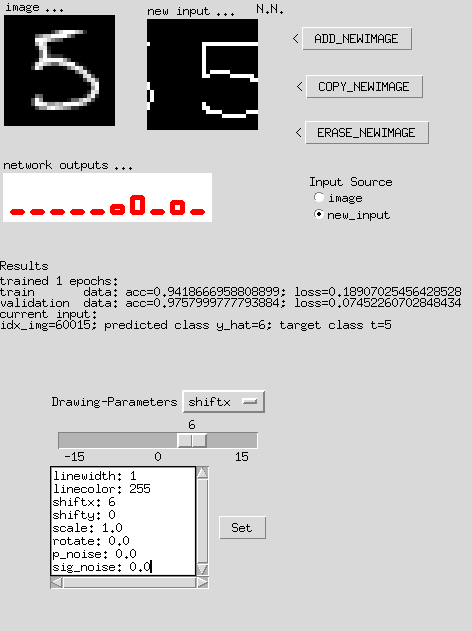 image ...
new input ...
N.N.
5
ADD_NEWIMAGE
COPY_NEWIMAGE
ERASE_NEWIMAGE
network outputs ...
Input Source
image
new_input
Results
trained 1 epochs:
train data: acc=0.9418666958808899; loss=0.18907025456428528
validation data: acc=0.9757999777793884; loss=0.07452260702848434
current input:
idx_img=60015; predicted class y_hat=6; target class t=5
Drawing-Parameters shiftx
6
-15 0 15
linewidth: 1
linecolor: 255
shiftx: 6
shifty: 0
scale: 1.0
rotate: 0.0
p_noise: 0.0
sig_noise: 0.0
Set